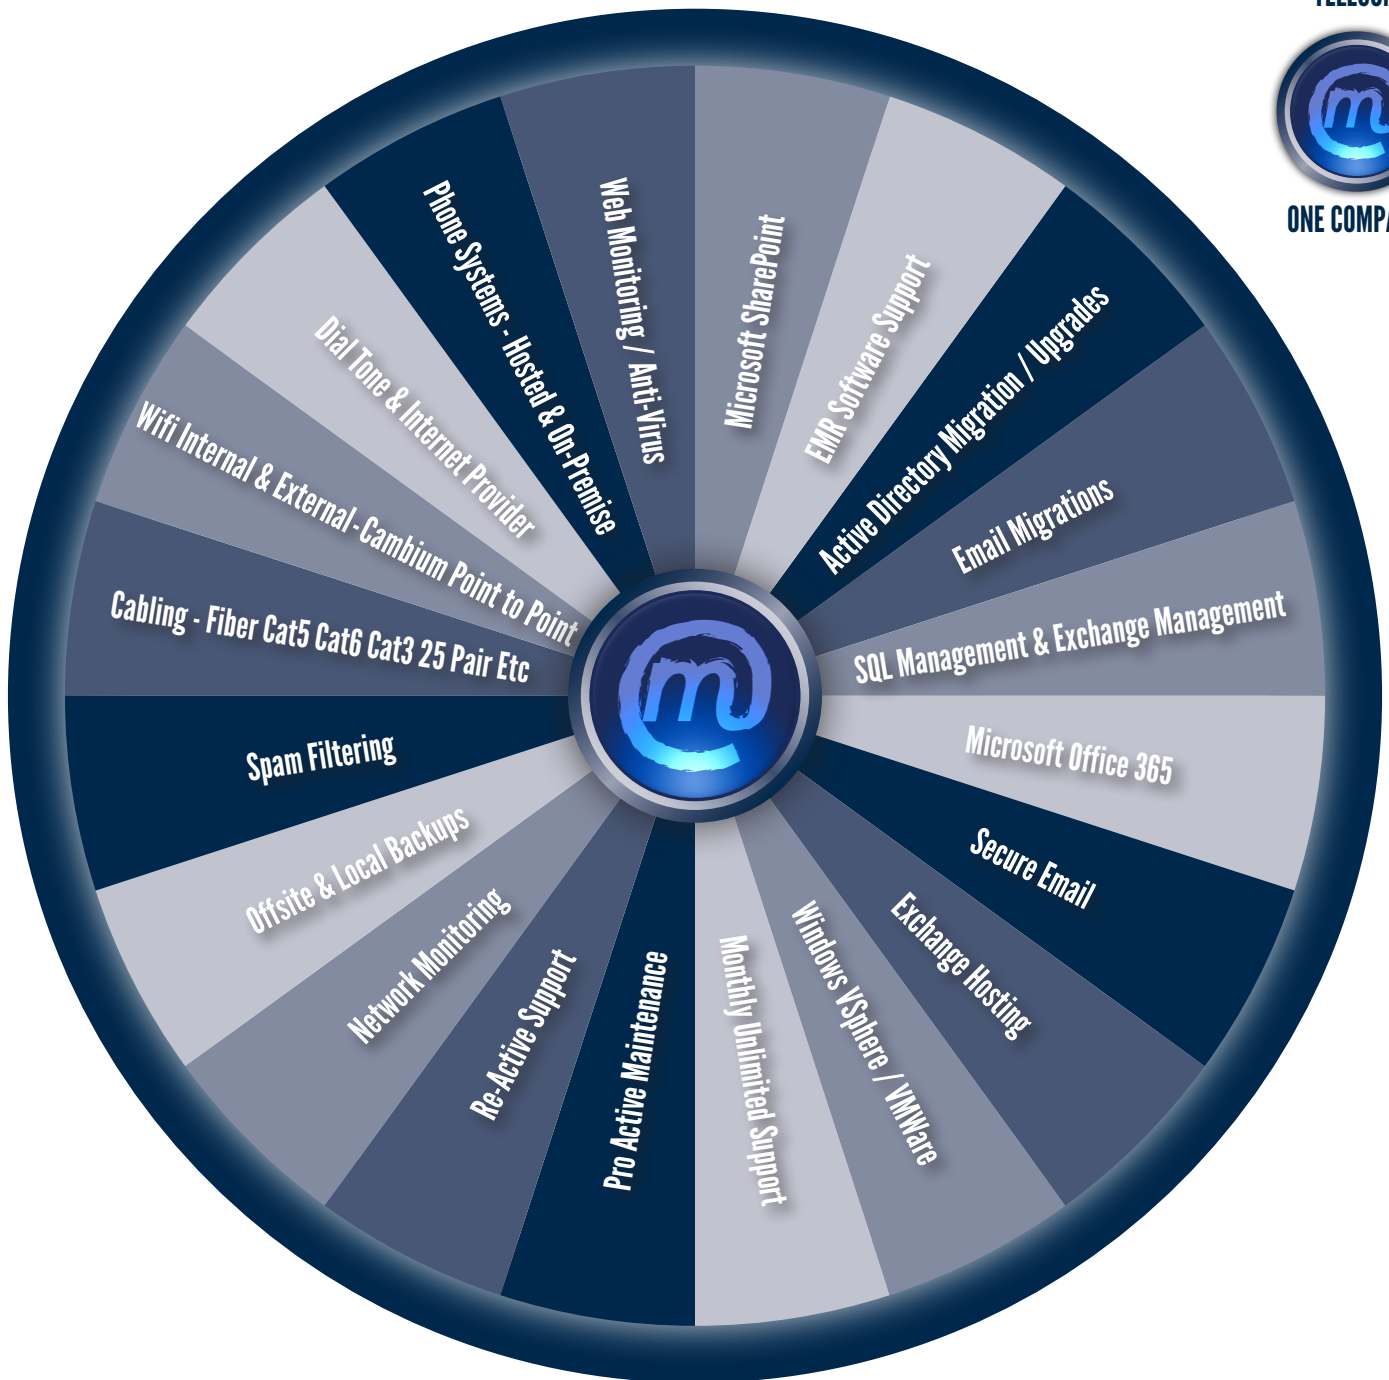 Microsoft SharePoint
EMR Software Support
Active Directory Migration / Upgrades
Email Migrations
SQL Management & Exchange Management
Microsoft Office 365
Secure Email
Exchange Hosting
Windows VSphere / VMWare
Monthly Unlimited Support
Pro Active Maintenance
Re-Active Support
Network Monitoring
Offsite & Local Backups
Spam Filtering
Cabling - Fiber Cat5 Cat6 Cat3 25 Pair Etc
Wifi Internal & External-Cambium Point to Point
Dial Tone & Internet Provider
Phone Systems - Hosted & On-Premise
Web Monitoring / Anti-Virus
m
m
ONE